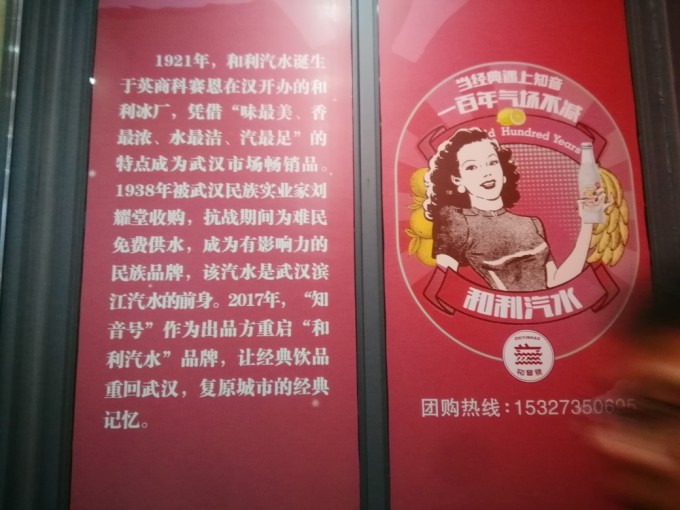 1921年，和利汽水诞生
于英商科赛恩在汉开办的和
利冰厂，凭借“味最美、香
最浓、水最洁、汽最足”的
特点成为武汉市场畅销品。
1938年被武汉民族实业家刘
耀堂收购，抗战期间为难民
免费供水，成为有影响力的
民族品牌，该汽水是武汉滨
江汽水的前身。2017年，“知
音号”作为出品方重启“和
利汽水”品牌，让经典饮品
重回武汉，复原城市的经典
记忆。
当经典遇上知音
一百年气场不减
Hundred Years
和利汽水
知音号
团购热线：15327350695